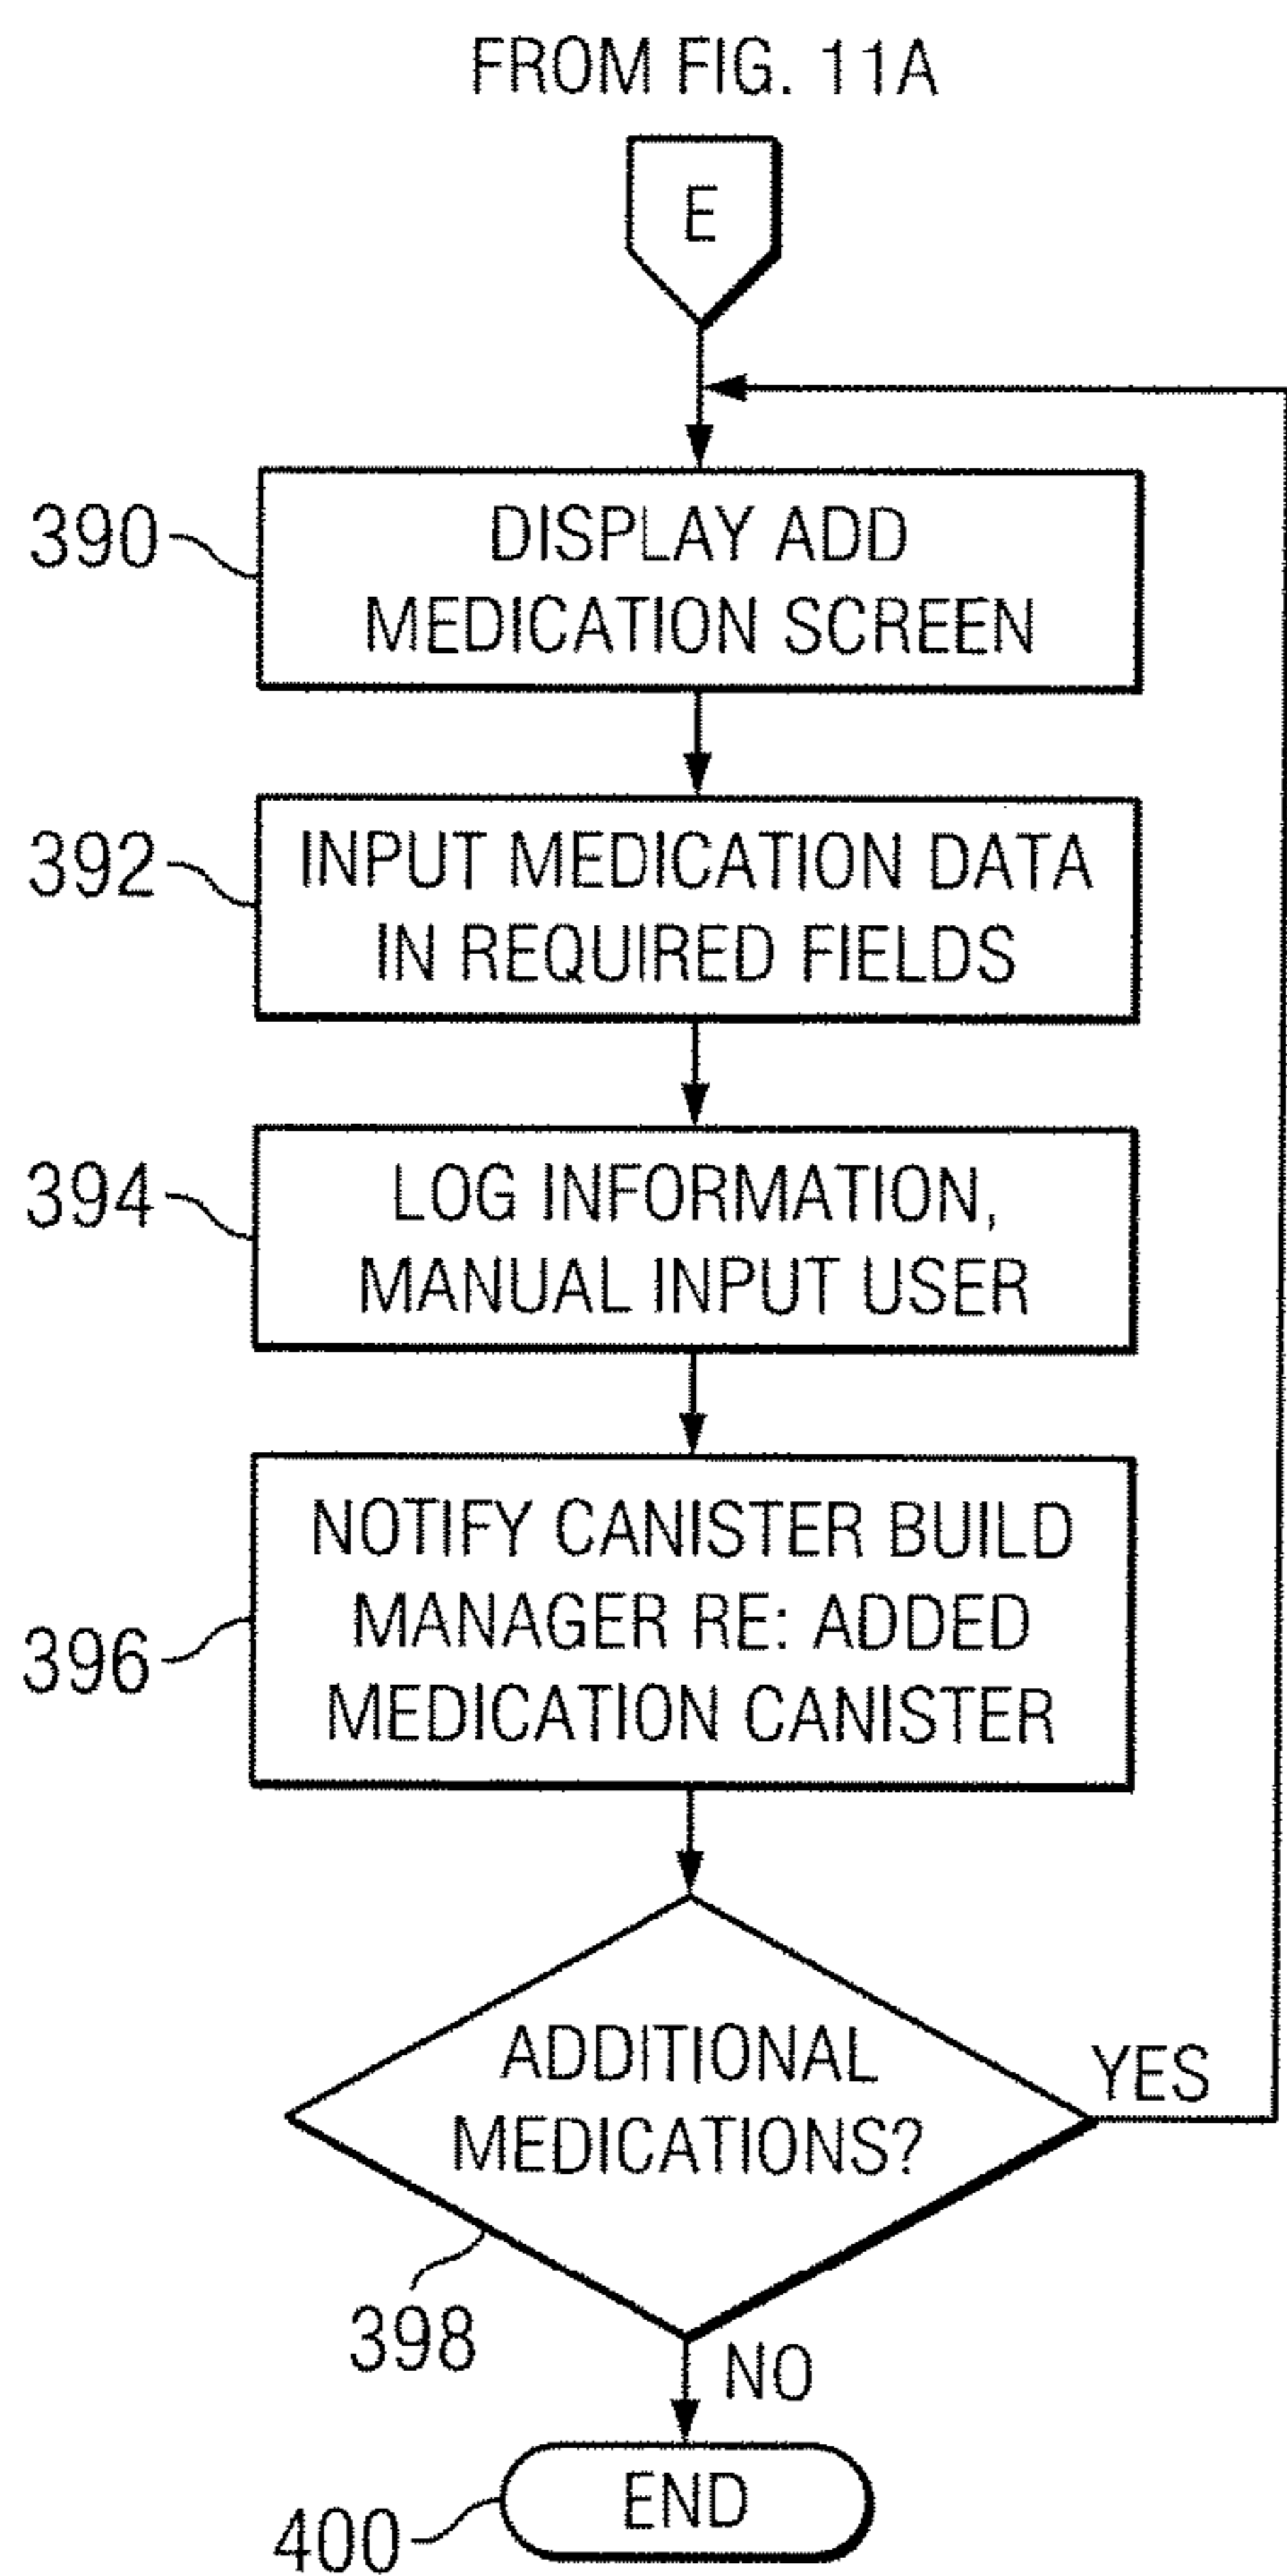 FROM FIG. 11A
E
390
DISPLAY ADD
MEDICATION SCREEN
392
INPUT MEDICATION DATA
IN REQUIRED FIELDS
394
LOG INFORMATION,
MANUAL INPUT USER
396
NOTIFY CANISTER BUILD
MANAGER RE: ADDED
MEDICATION CANISTER
ADDITIONAL
MEDICATIONS?
YES
398
NO
END
400